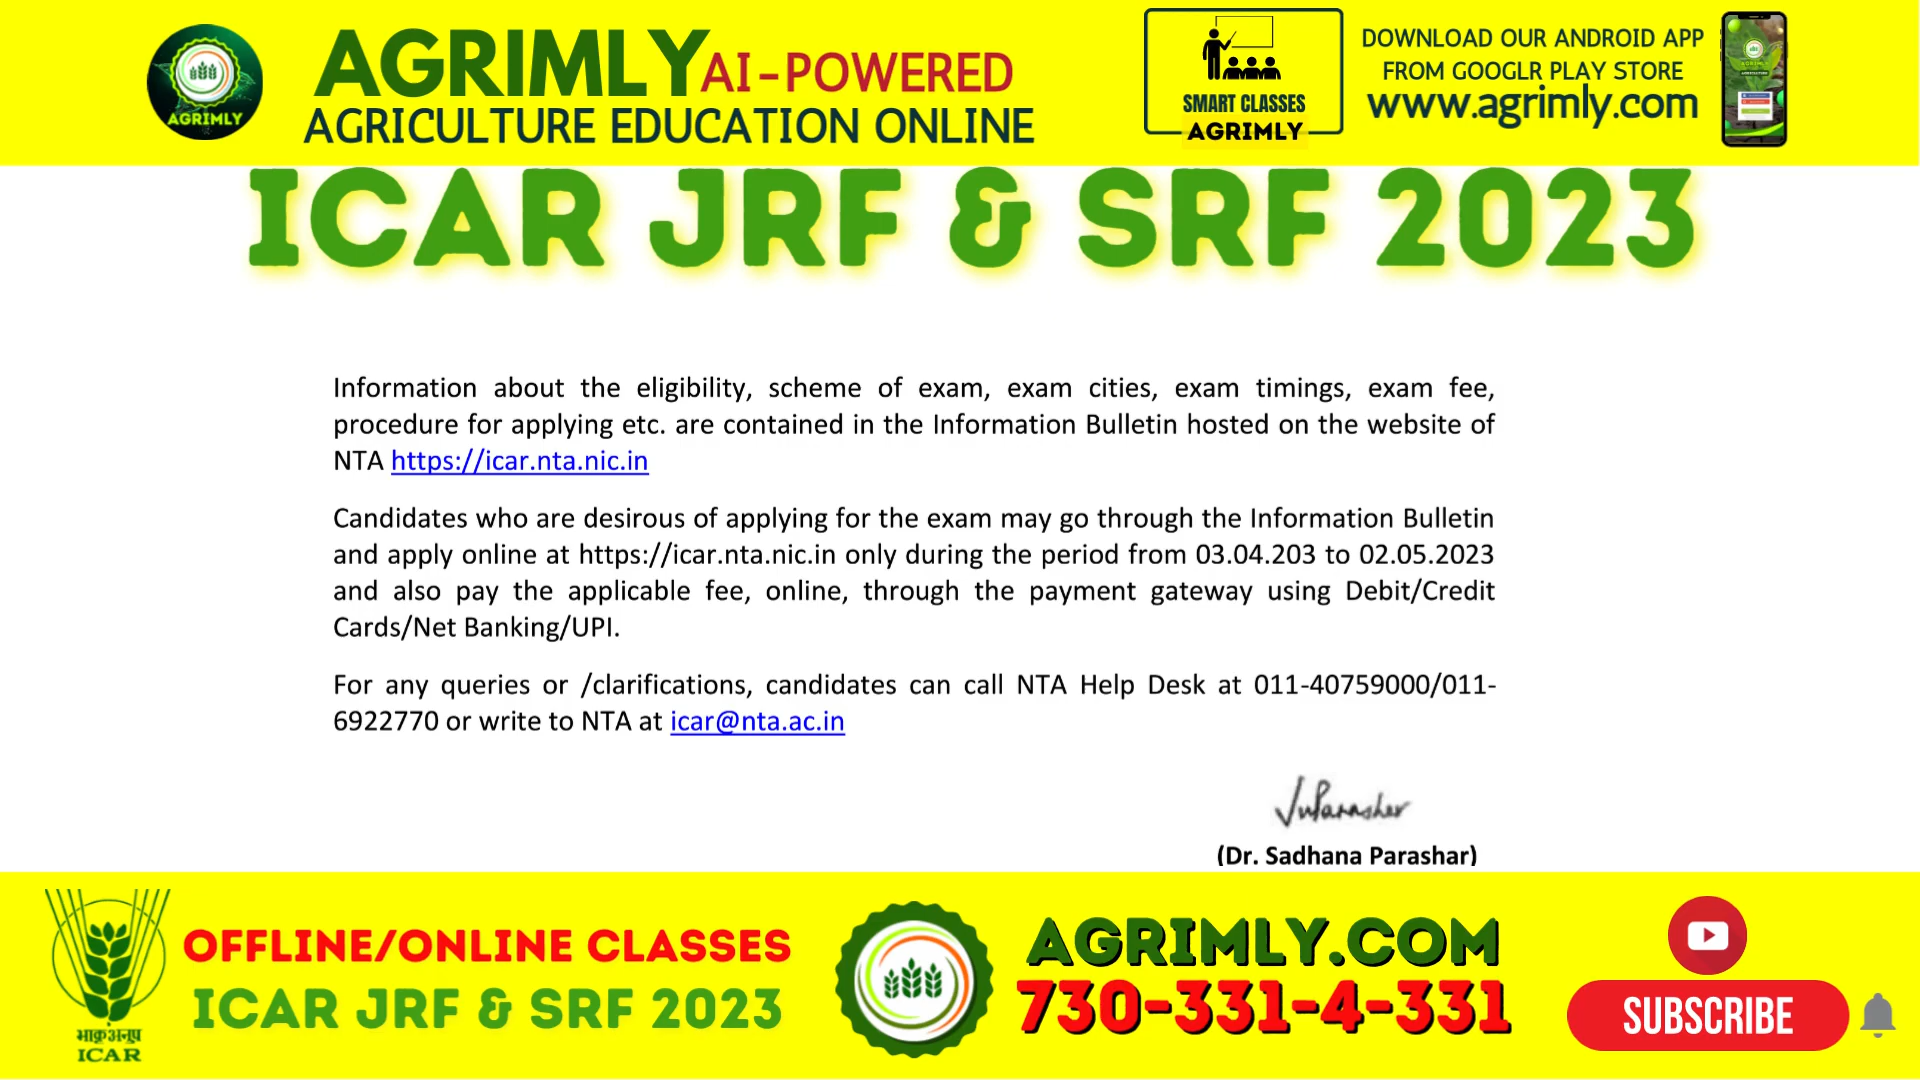 AGRIMLY AI-POWERED
AGRICULTURE EDUCATION ONLINE
AGRIMLY
SMART CLASSES
AGRIMLY
DOWNLOAD OUR ANDROID APP
FROM GOOGLR PLAY STORE
www.agrimly.com
ICAR JRF & SRF 2023
Information about the eligibility, scheme of exam, exam cities, exam timings, exam fee,
procedure for applying etc. are contained in the Information Bulletin hosted on the website of
NTA https://icar.nta.nic.in
Candidates who are desirous of applying for the exam may go through the Information Bulletin
and apply online at https://icar.nta.nic.in only during the period from 03.04.203 to 02.05.2023
and also pay the applicable fee, online, through the payment gateway using Debit/Credit
Cards/Net Banking/UPI.
For any queries or /clarifications, candidates can call NTA Help Desk at 011-40759000/011-
6922770 or write to NTA at icar@nta.ac.in
(Dr. Sadhana Parashar)
भाकृअनुप
ICAR
OFFLINE/ONLINE CLASSES
ICAR JRF & SRF 2023
AGRIMLY.COM
730-331-4-331
SUBSCRIBE